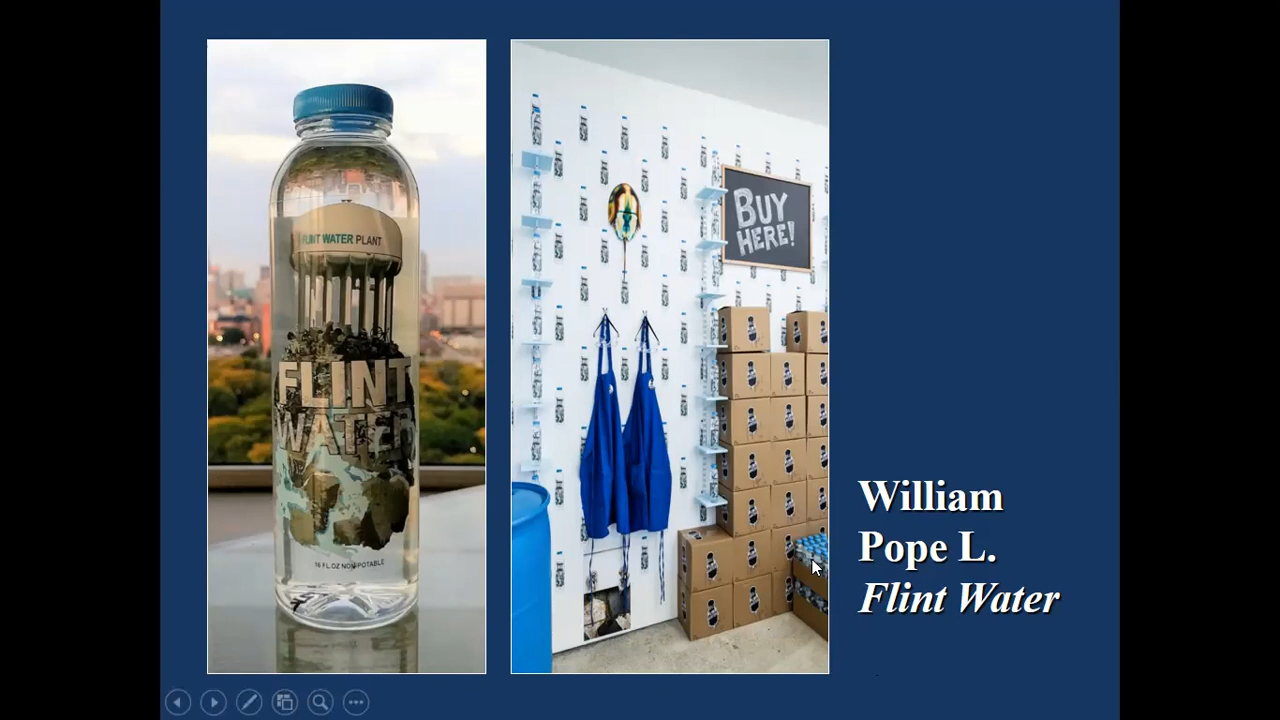 FLINT WATER PLANT
FLINT
WATER
16 FL.OZ NON-POTABLE
BUY
HERE!
William
Pope L.
Flint Water